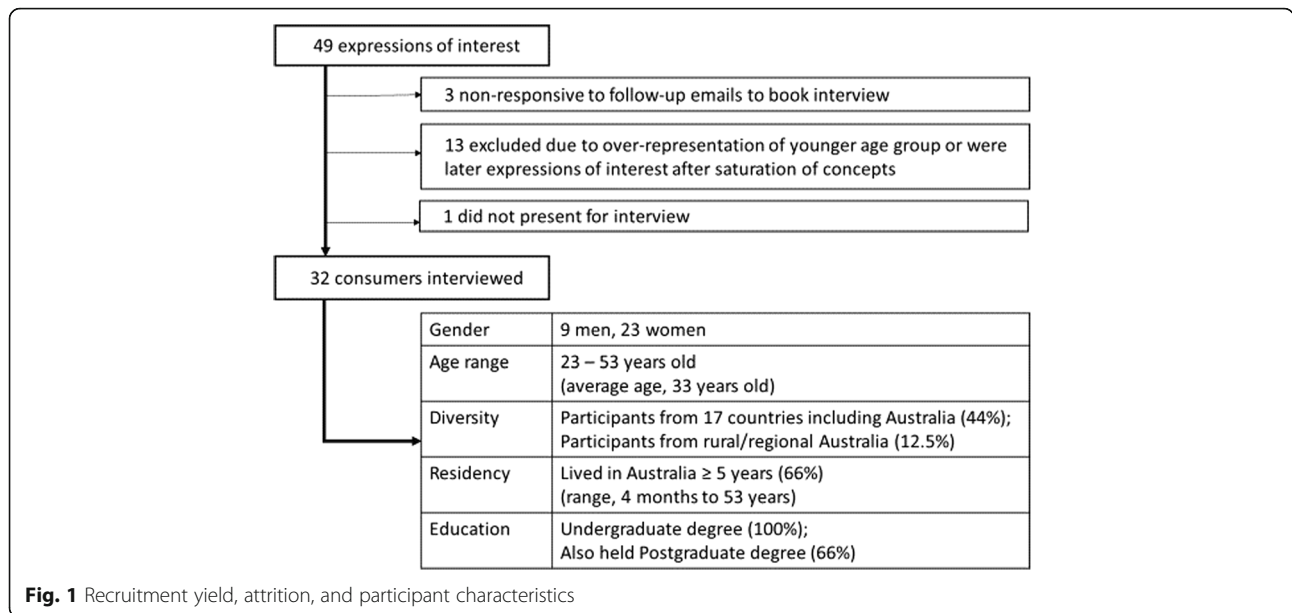 49 expressions of interest
3 non-responsive to follow-up emails to book interview
13 excluded due to over-representation of younger age group or were
later expressions of interest after saturation of concepts
1 did not present for interview
32 consumers interviewed
Gender
9 men, 23 women
Age range
23 – 53 years old
(average age, 33 years old)
Diversity
Participants from 17 countries including Australia (44%);
Participants from rural/regional Australia (12.5%)
Residency
Lived in Australia ≥ 5 years (66%)
(range, 4 months to 53 years)
Education
Undergraduate degree (100%);
Also held Postgraduate degree (66%)
Fig. 1 Recruitment yield, attrition, and participant characteristics